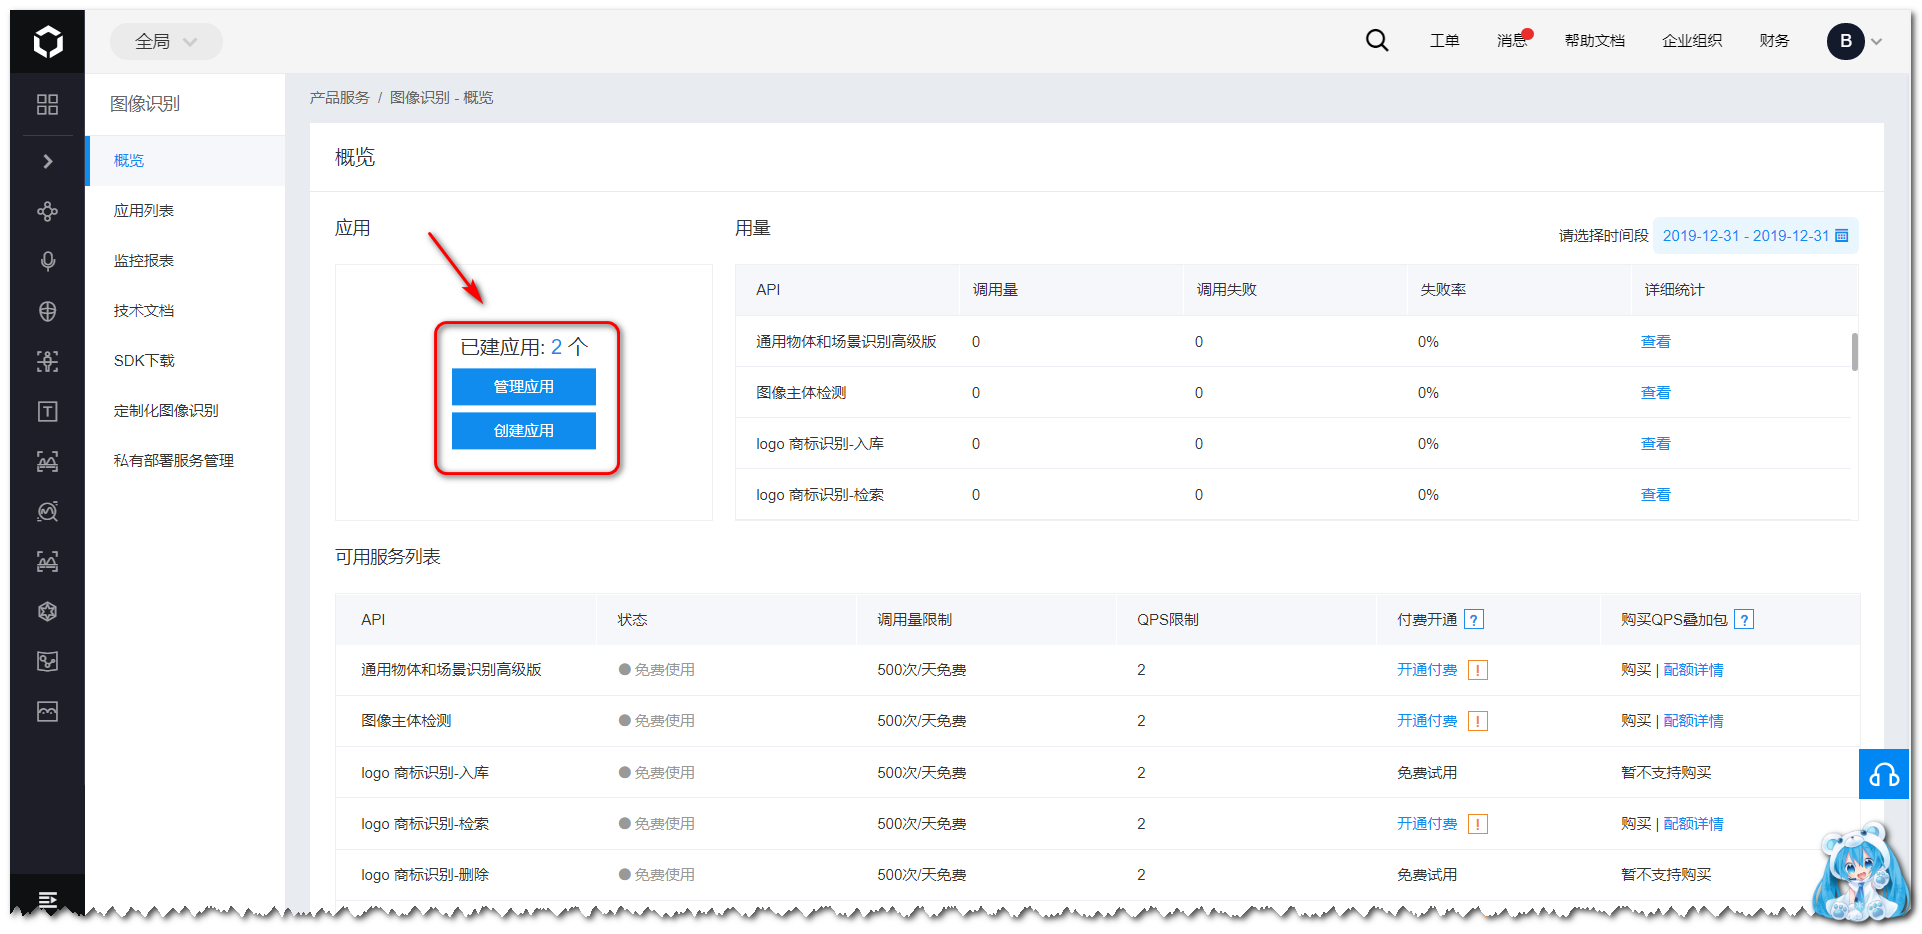 全局
工单 消息 帮助文档 企业组织 财务 B
图像识别
概览
应用列表
监控报表
技术文档
SDK下载
定制化图像识别
私有部署服务管理
产品服务 / 图像识别 - 概览
概览
应用
已建应用: 2 个
管理应用
创建应用
用量
请选择时间段 2019-12-31 - 2019-12-31
API 调用量 调用失败 失败率 详细统计
通用物体和场景识别高级版 0 0 0% 查看
图像主体检测 0 0 0% 查看
logo 商标识别-入库 0 0 0% 查看
logo 商标识别-检索 0 0 0% 查看
可用服务列表
API 状态 调用量限制 QPS限制 付费开通 ? 购买QPS叠加包 ?
通用物体和场景识别高级版 免费使用 500次/天免费 2 开通付费 ! 购买 | 配额详情
图像主体检测 免费使用 500次/天免费 2 开通付费 ! 购买 | 配额详情
logo 商标识别-入库 免费使用 500次/天免费 2 免费试用 暂不支持购买
logo 商标识别-检索 免费使用 500次/天免费 2 开通付费 ! 购买 | 配额详情
logo 商标识别-删除 免费使用 500次/天免费 2 免费试用 暂不支持购买